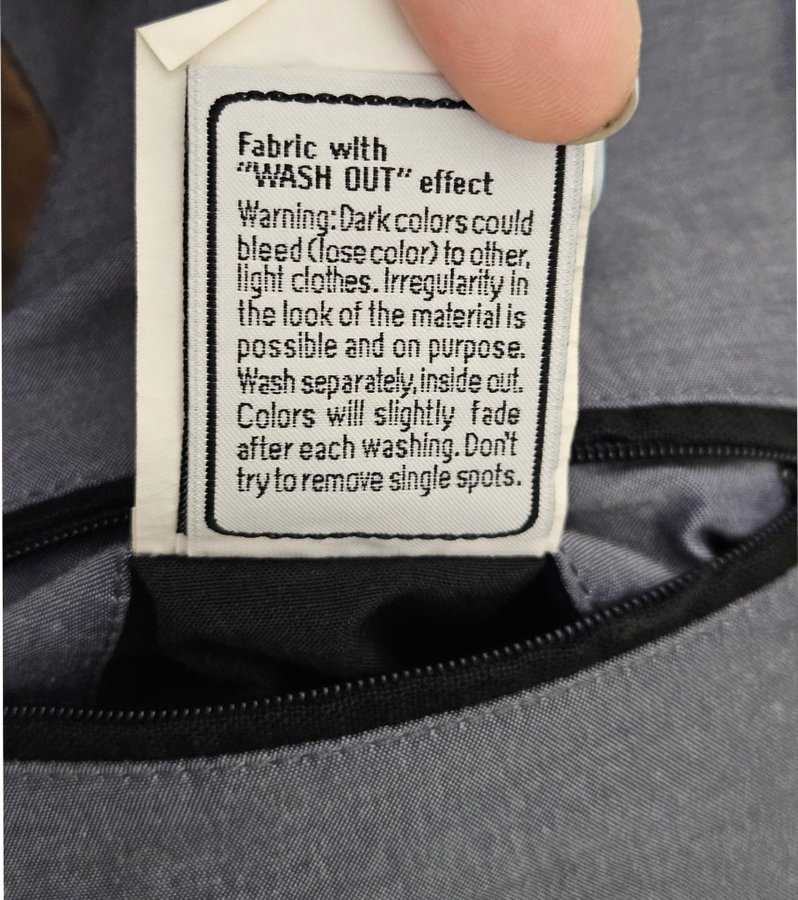 Fabric with
"WASH OUT" effect
Warning: Dark colors could
bleed (lose color) to other,
light clothes. Irregularity in
the look of the material is
possible and on purpose.
Wash separately, inside out.
Colors will slightly fade
after each washing. Don't
try to remove single spots.